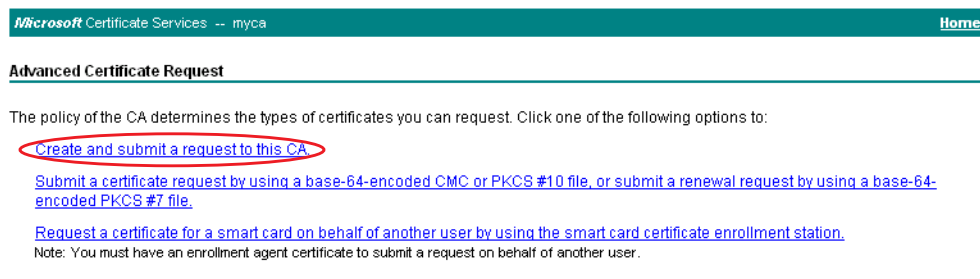 Microsoft Certificate Services -- myca
Home
Advanced Certificate Request
The policy of the CA determines the types of certificates you can request. Click one of the following options to:
Create and submit a request to this CA.
Submit a certificate request by using a base-64-encoded CMC or PKCS #10 file, or submit a renewal request by using a base-64-
encoded PKCS #7 file.
Request a certificate for a smart card on behalf of another user by using the smart card certificate enrollment station.
Note: You must have an enrollment agent certificate to submit a request on behalf of another user.